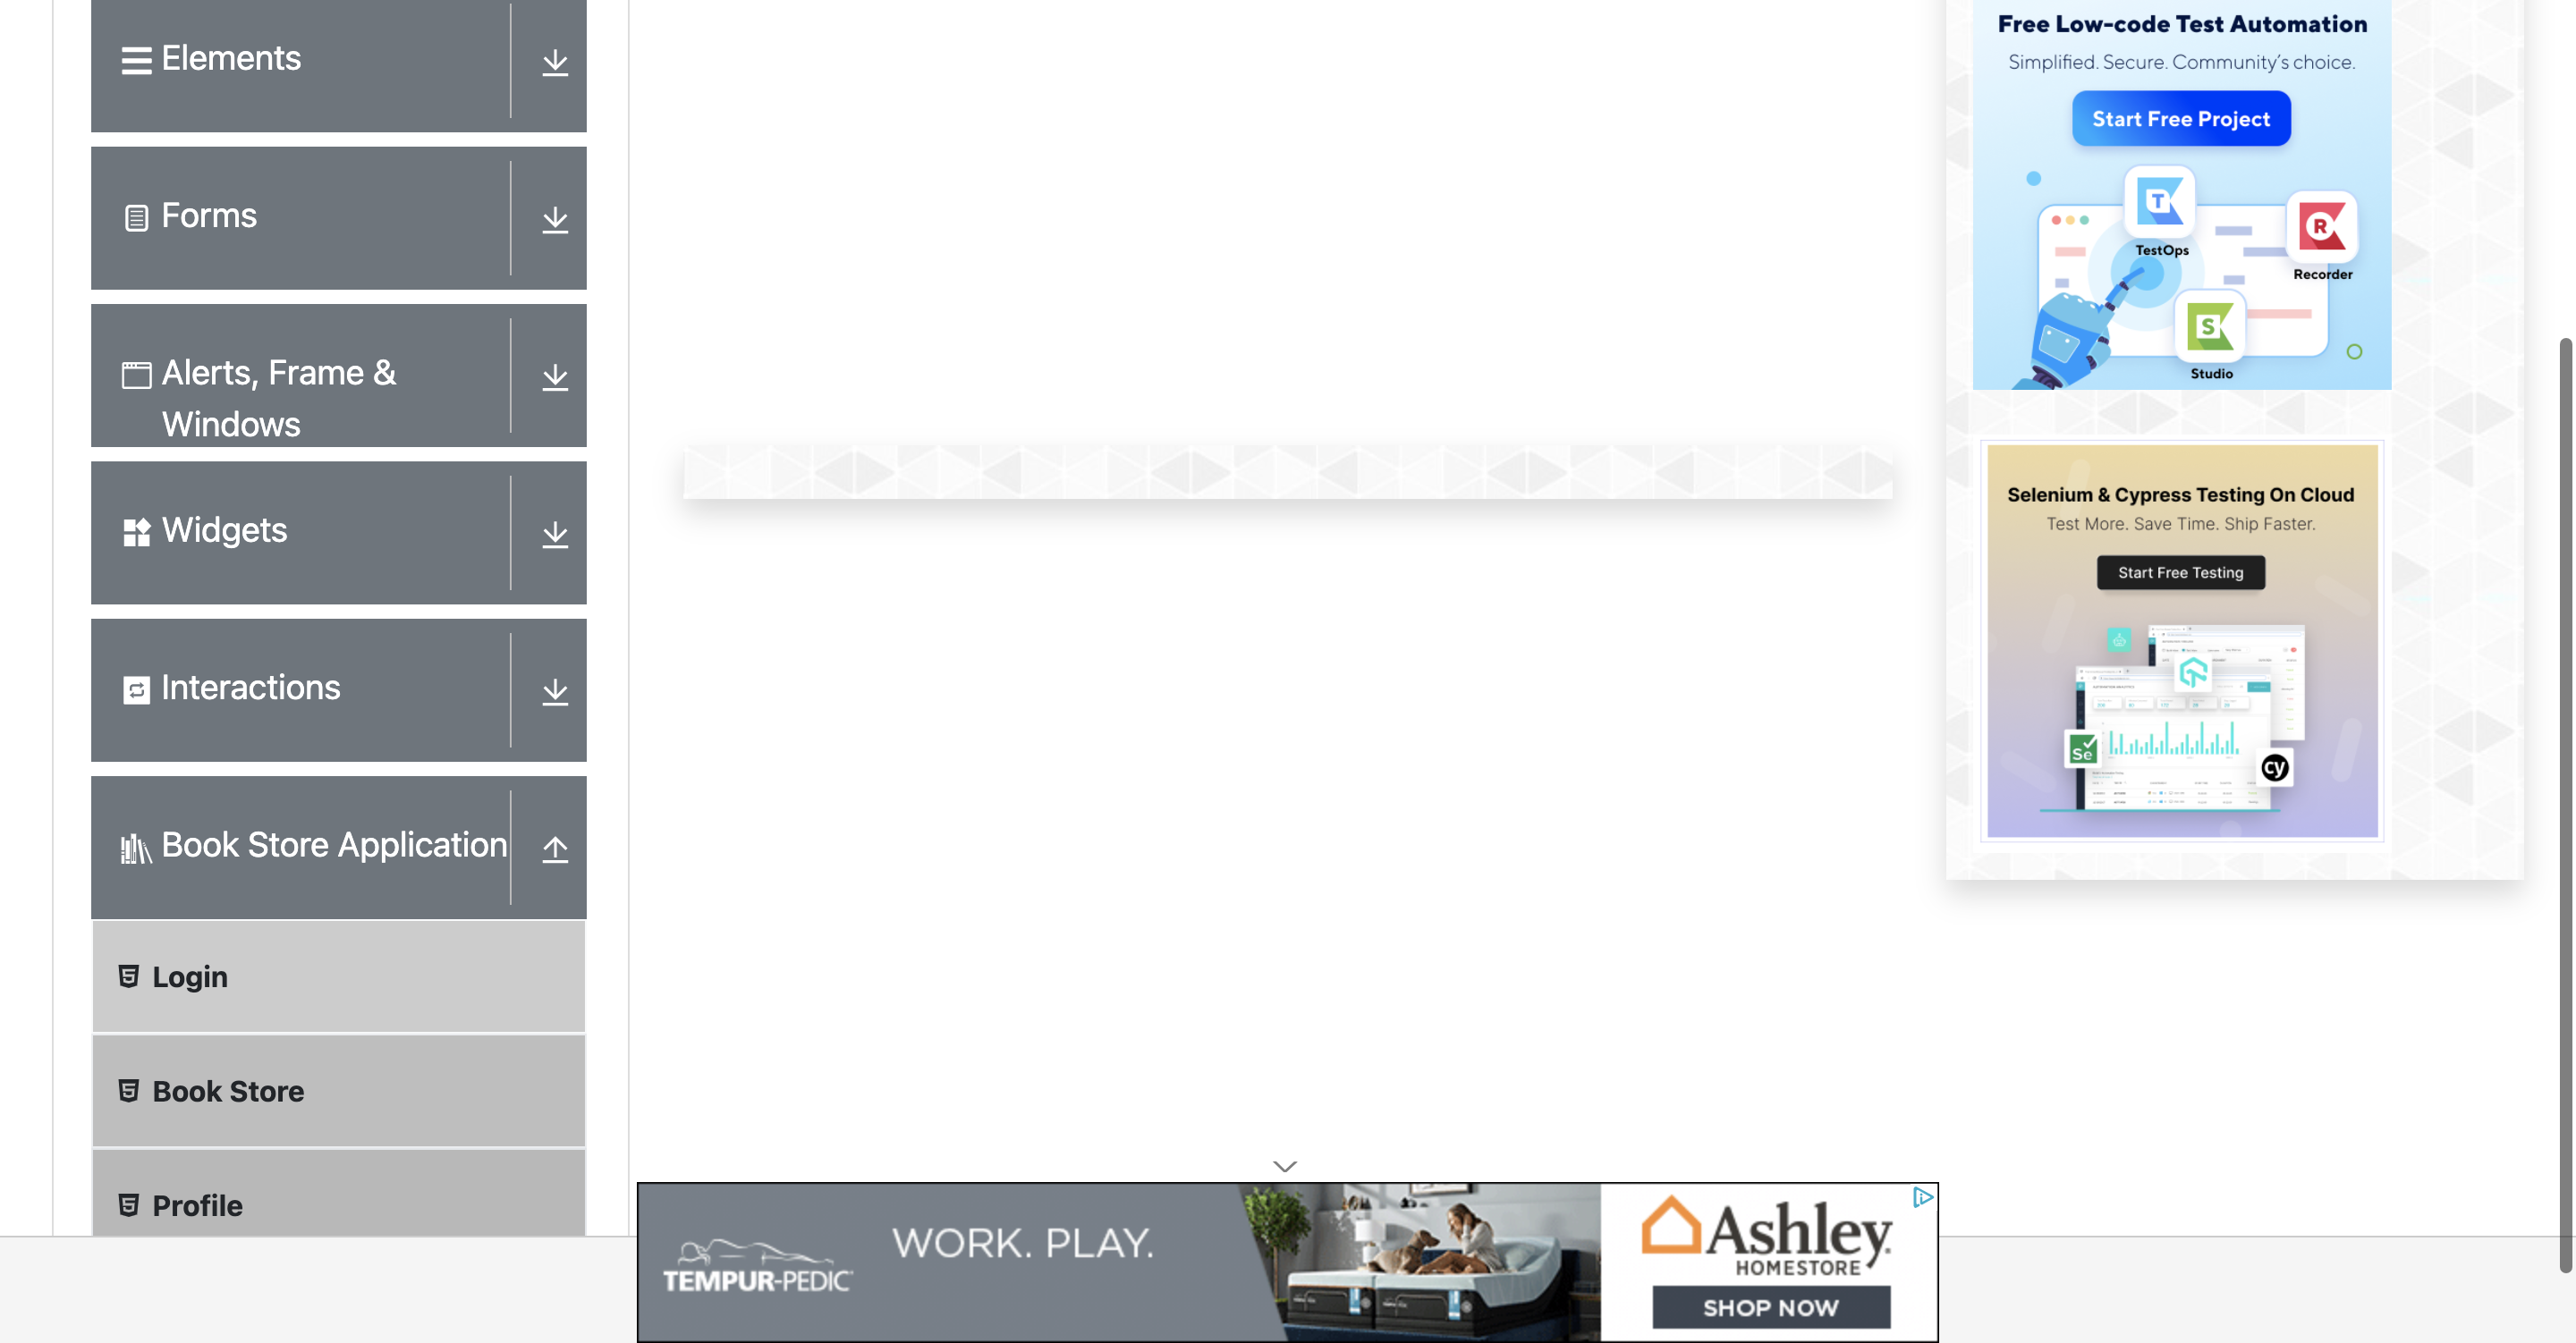 Elements
Forms
Alerts, Frame &
Windows
Widgets
Interactions
Book Store Application
Login
Book Store
Profile
Free Low-code Test Automation
Simplified. Secure. Community's choice.
Start Free Project
T
TestOps
R
Recorder
S
Studio
Selenium & Cypress Testing On Cloud
Test More. Save Time. Ship Faster.
Start Free Testing
Se
cy
TEMPUR-PEDIC
WORK. PLAY.
Ashley
HOMESTORE
SHOP NOW